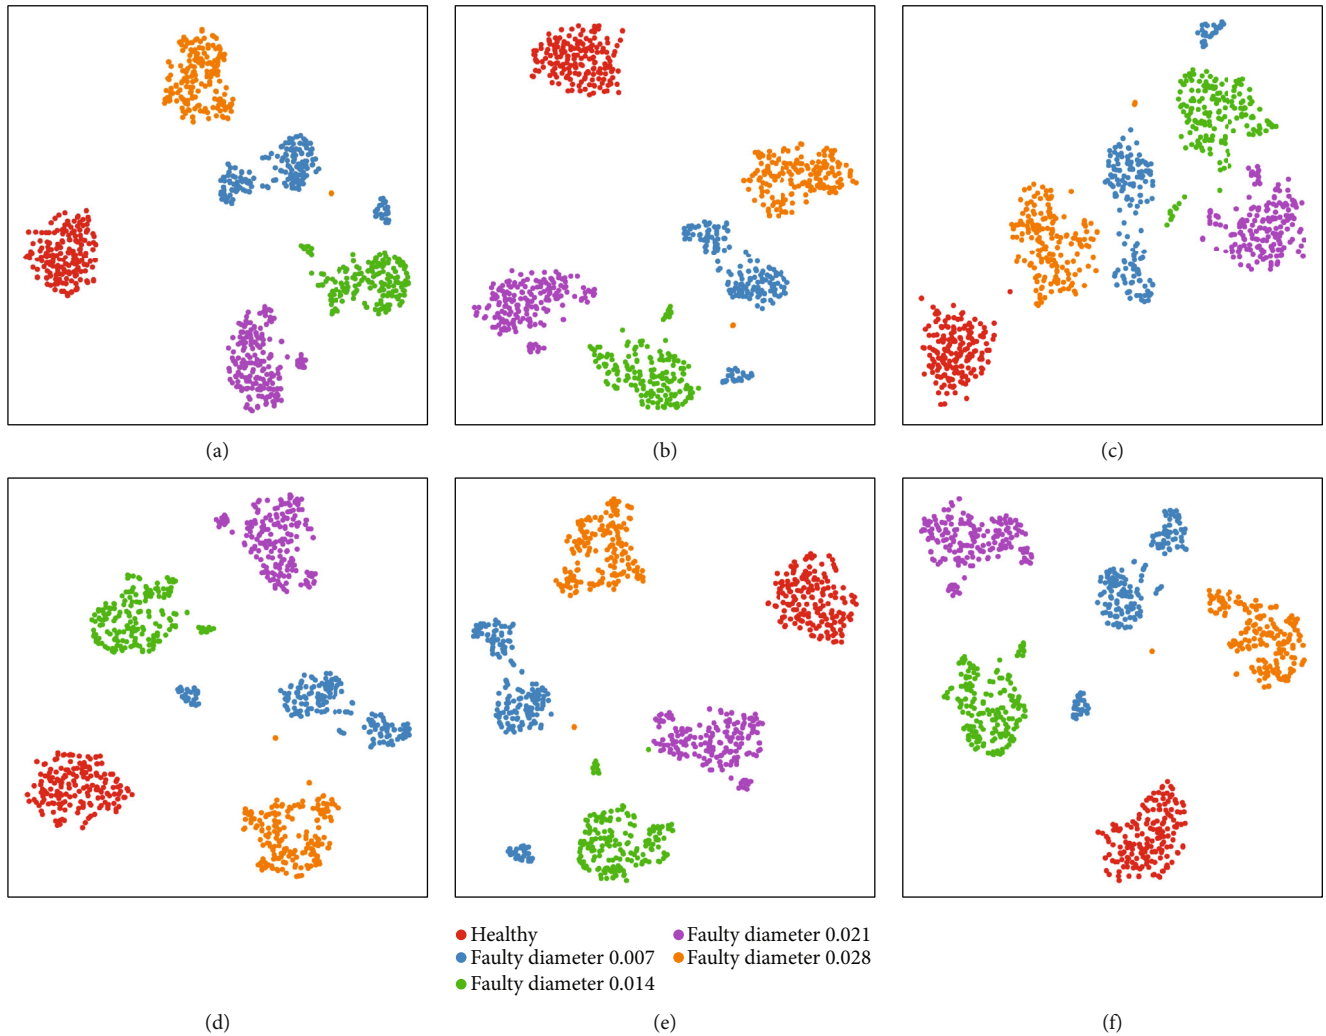 (a)
(b)
(c)
Healthy
Faulty diameter 0.007
Faulty diameter 0.014
Faulty diameter 0.021
Faulty diameter 0.028
(d)
(e)
(f)